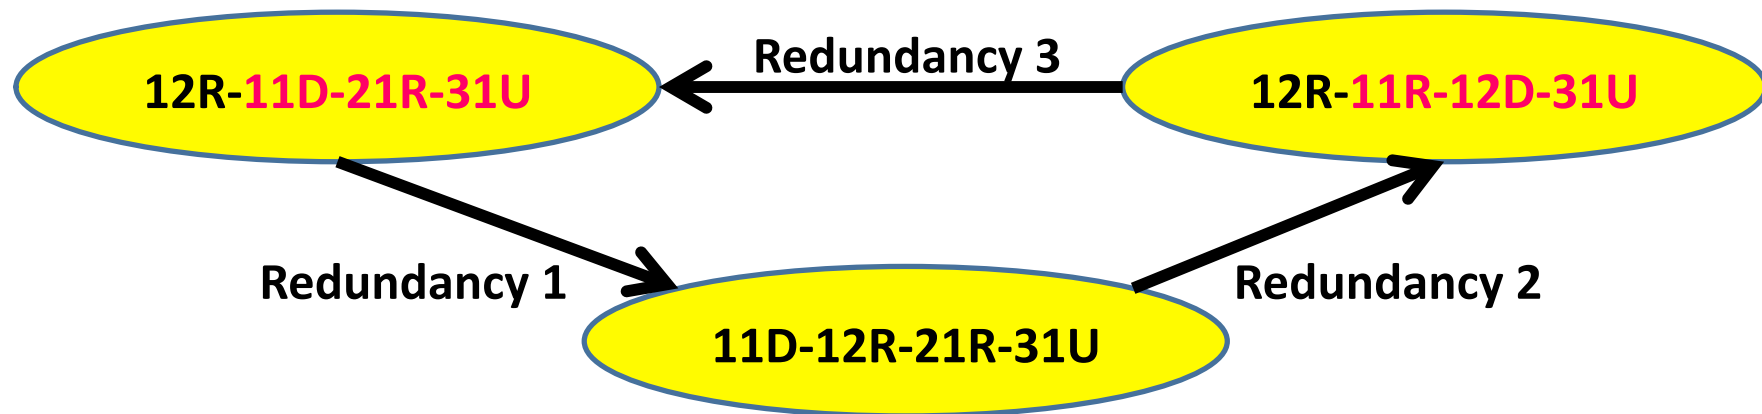 Redundancy 3
12R-11D-21R-31U
12R-11R-12D-31U
Redundancy 1
Redundancy 2
11D-12R-21R-31U